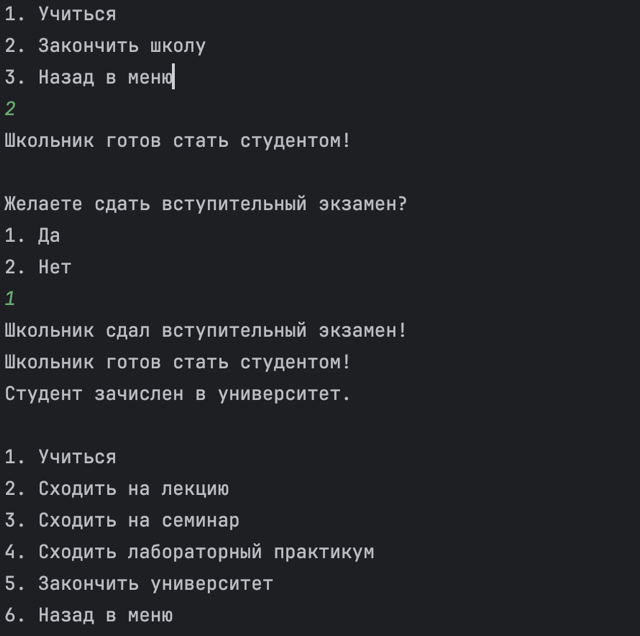 1. Учиться
2. Закончить школу
3. Назад в меню
2
Школьник готов стать студентом!
Желаете сдать вступительный экзамен?
1. Да
2. Нет
1
Школьник сдал вступительный экзамен!
Школьник готов стать студентом!
Студент зачислен в университет.
1. Учиться
2. Сходить на лекцию
3. Сходить на семинар
4. Сходить лабораторный практикум
5. Закончить университет
6. Назад в меню